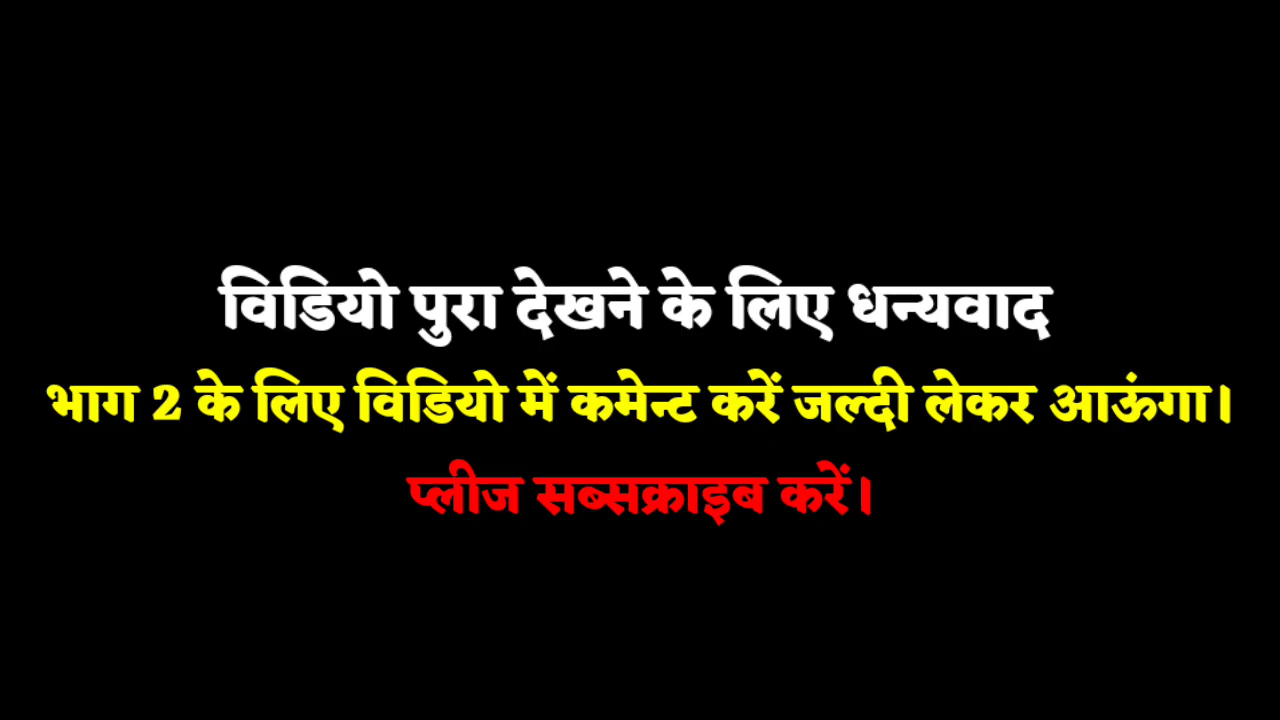 विडियो पुरा देखने के लिए धन्यवाद
भाग 2 के लिए विडियो में कमेन्ट करें जल्दी लेकर आऊंगा।
प्लीज सब्सक्राइब करें।